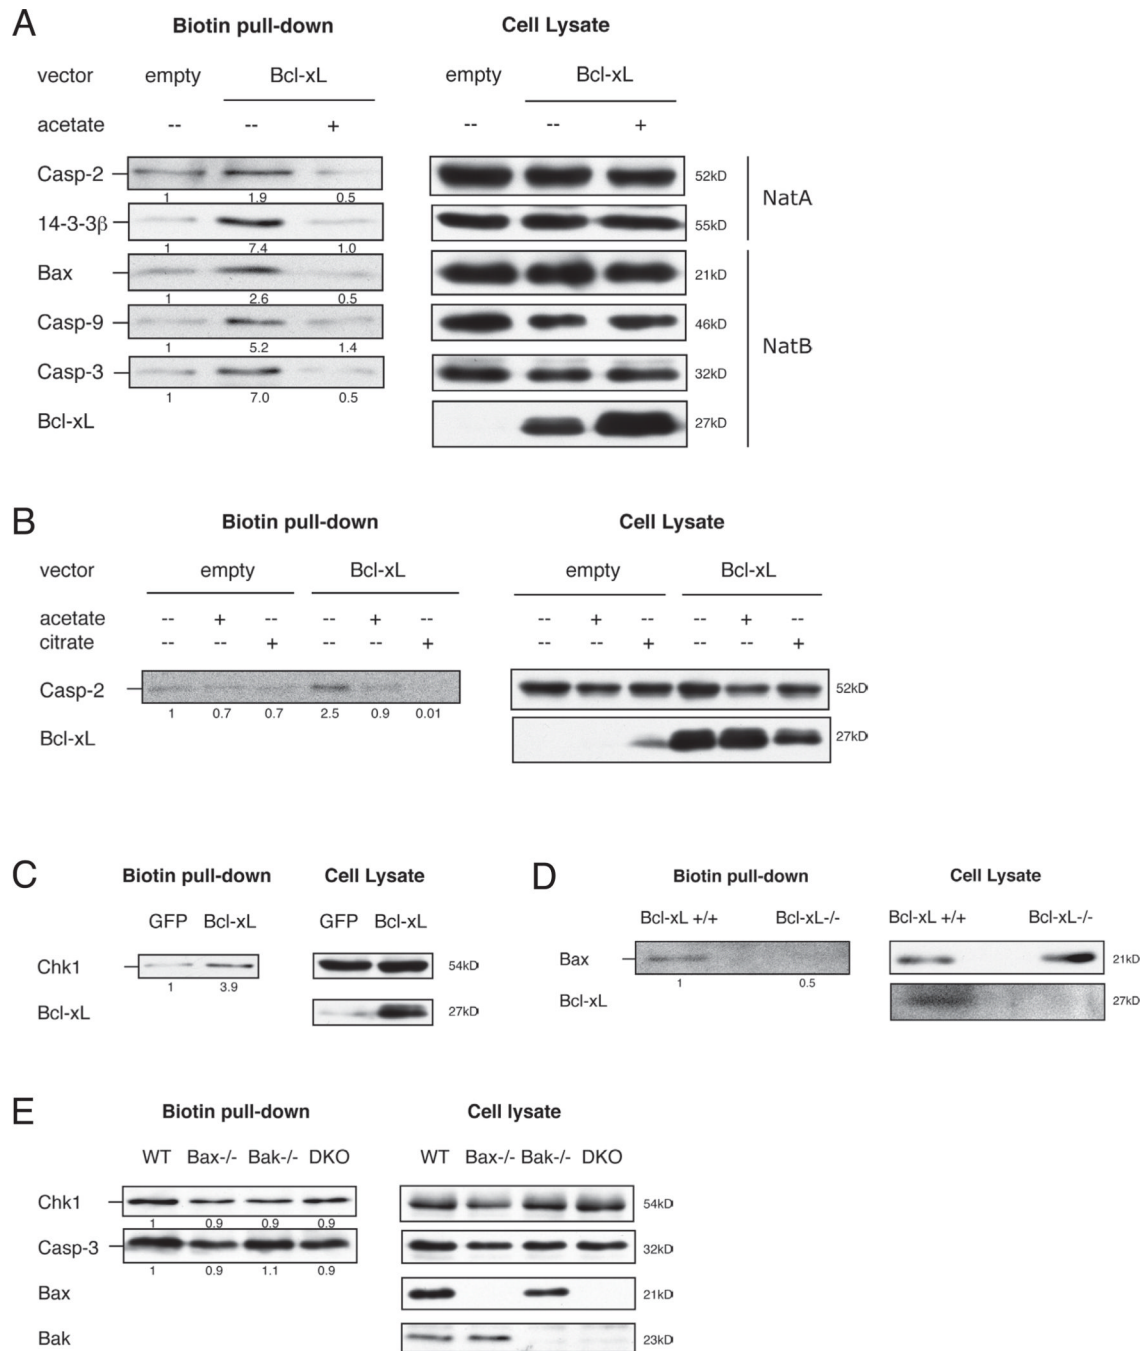 A
Biotin pull-down Cell Lysate
vector empty Bcl-xL empty Bcl-xL
acetate -- -- + -- -- +
Casp-2 52kD
1 1.9 0.5
NatA
14-3-3β 55kD
1 7.4 1.0
Bax 21kD
1 2.6 0.5
Casp-9 46kD
1 5.2 1.4
NatB
Casp-3 32kD
1 7.0 0.5
Bcl-xL 27kD
B
Biotin pull-down Cell Lysate
vector empty Bcl-xL empty Bcl-xL
acetate -- + -- -- + -- -- + -- -- + --
citrate -- -- + -- -- + -- -- + -- -- +
Casp-2 52kD
1 0.7 0.7 2.5 0.9 0.01
Bcl-xL 27kD
C
Biotin pull-down Cell Lysate
GFP Bcl-xL GFP Bcl-xL
Chk1 54kD
1 3.9
Bcl-xL 27kD
D
Biotin pull-down Cell Lysate
Bcl-xL +/+ Bcl-xL-/- Bcl-xL +/+ Bcl-xL-/-
Bax 21kD
1 0.5
Bcl-xL 27kD
E
Biotin pull-down Cell lysate
WT Bax-/- Bak-/- DKO WT Bax-/- Bak-/- DKO
Chk1 54kD
1 0.9 0.9 0.9
Casp-3 32kD
1 0.9 1.1 0.9
Bax 21kD
Bak 23kD